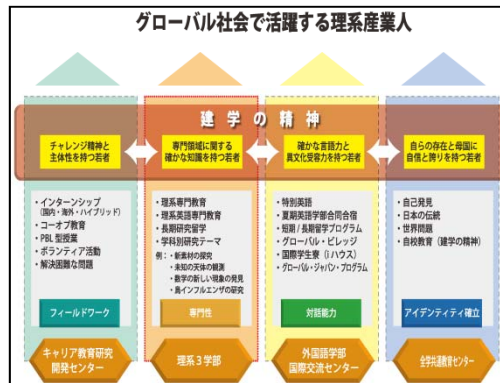 グローバル社会で活躍する理系産業人
建学の精神
チャレンジ精神と
主体性を持つ若者
専門領域に関する
確かな知識を持つ若者
確かな言語力と
異文化受容力を持つ若者
自らの存在と母国に
自信と誇りを持つ若者
・インターンシップ
(国内・海外・ハイブリッド)
・コーオプ教育
・PBL型授業
・ボランティア活動
・解決困難な問題
フィールドワーク
キャリア教育研究
開発センター
・理系専門教育
・理系英語専門教育
・長期研究留学
・学科別研究テーマ
例：・新素材の探究
・未知の天体の観測
・数学の新しい現象の発見
・鳥インフルエンザの研究
専門性
理系3学部
・特別英語
・夏期英語学部合同合宿
・短期/長期留学プログラム
・グローバル・ビレッジ
・国際学生寮(iハウス)
・グローバル・ジャパン・プログラム
対話能力
外国語学部
国際交流センター
・自己発見
・日本の伝統
・世界問題
・自校教育(建学の精神)
アイデンティティ確立
全学共通教育センター